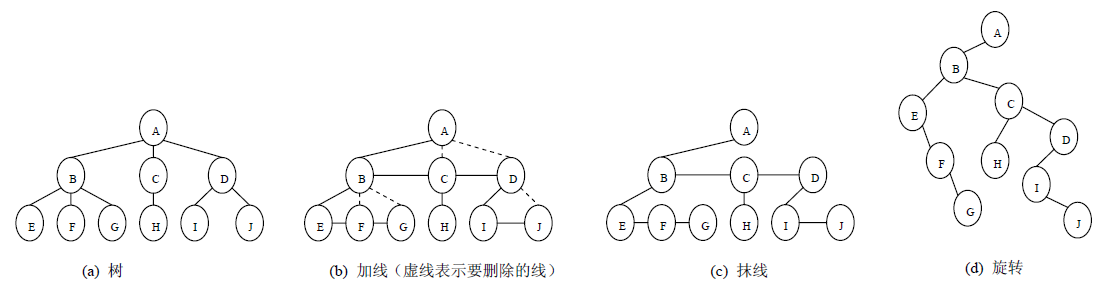 A
B C D
E F G H I J
(a) 树
A
B C D
E F G H I J
(b) 加线（虚线表示要删除的线）
A
B C D
E F G H I J
(c) 抹线
A
B
C
E
D
F
H
I
G
J
(d) 旋转